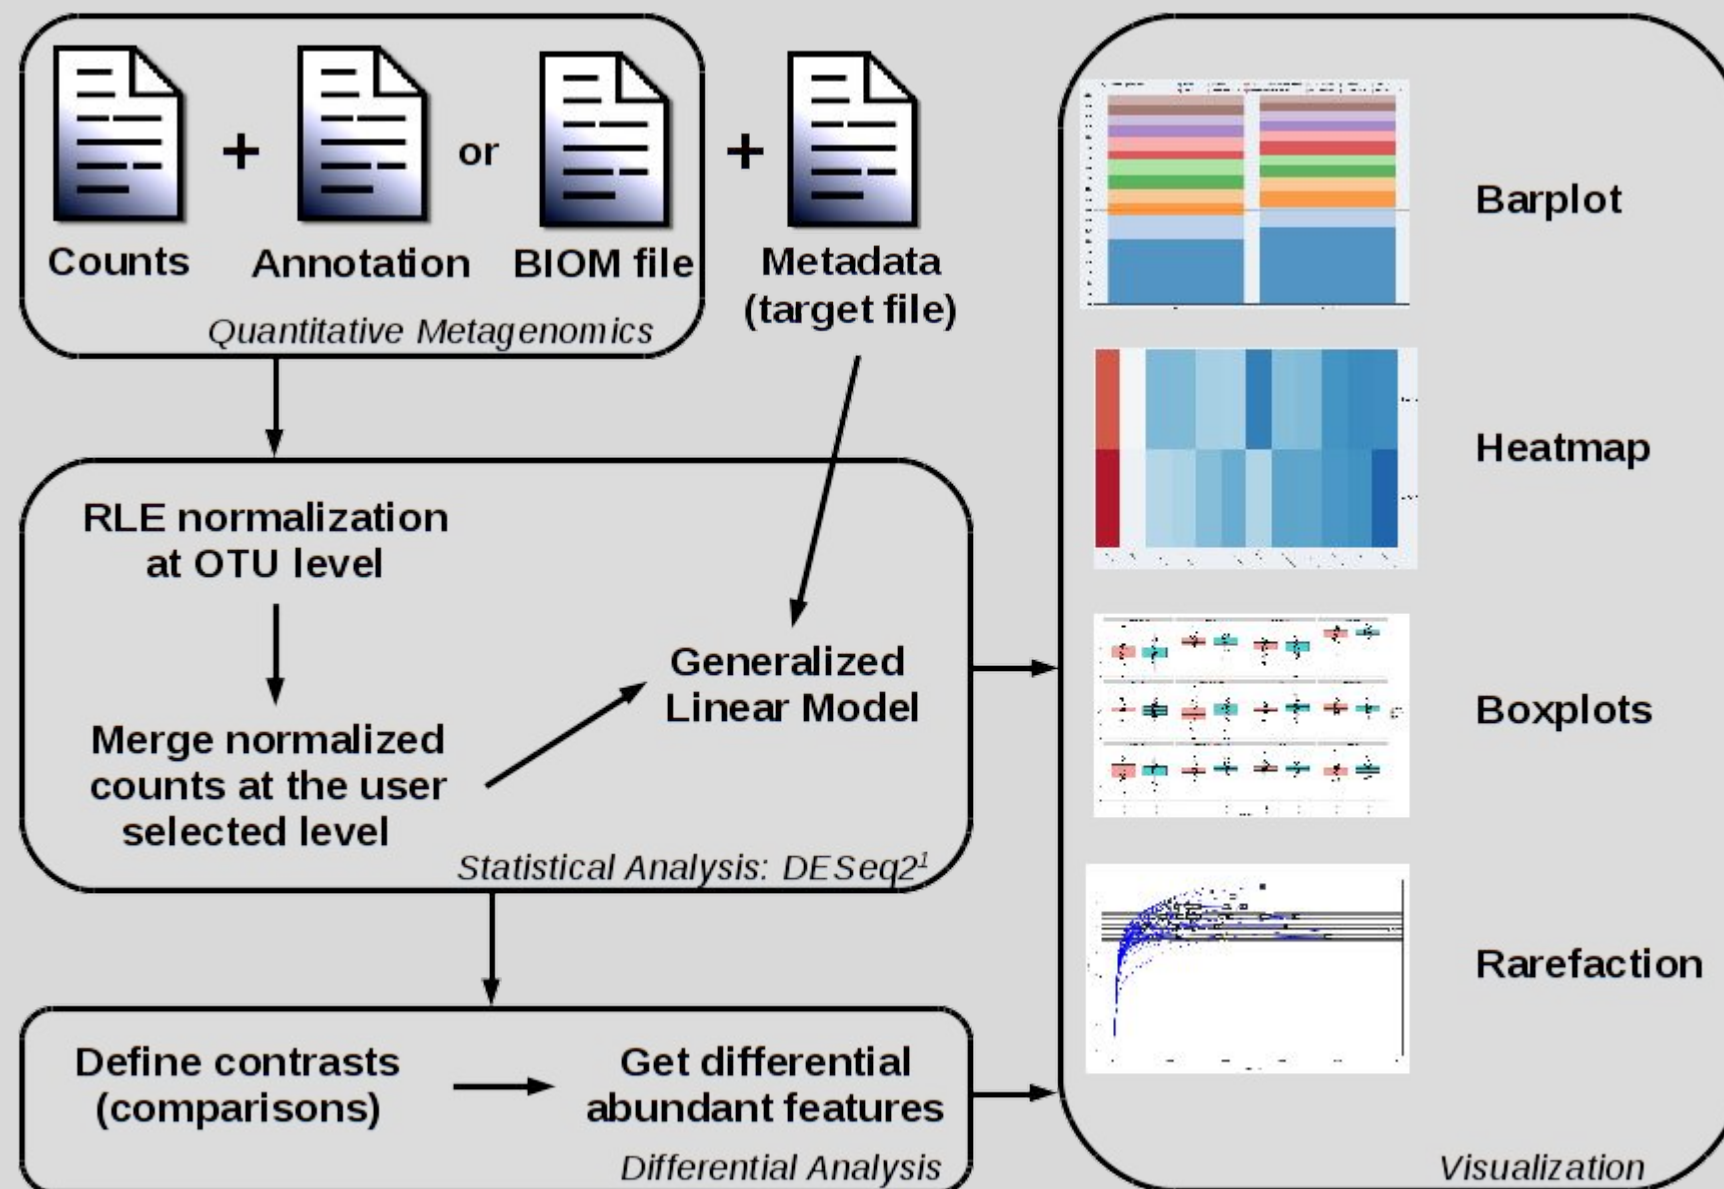 +
or
+
Counts
Annotation
BIOM file
Metadata
(target file)
Quantitative Metagenomics
RLE normalization
at OTU level
Merge normalized
counts at the user
selected level
Generalized
Linear Model
Statistical Analysis: DESeq2¹
Define contrasts
(comparisons)
Get differential
abundant features
Differential Analysis
Barplot
Heatmap
Boxplots
Rarefaction
Visualization